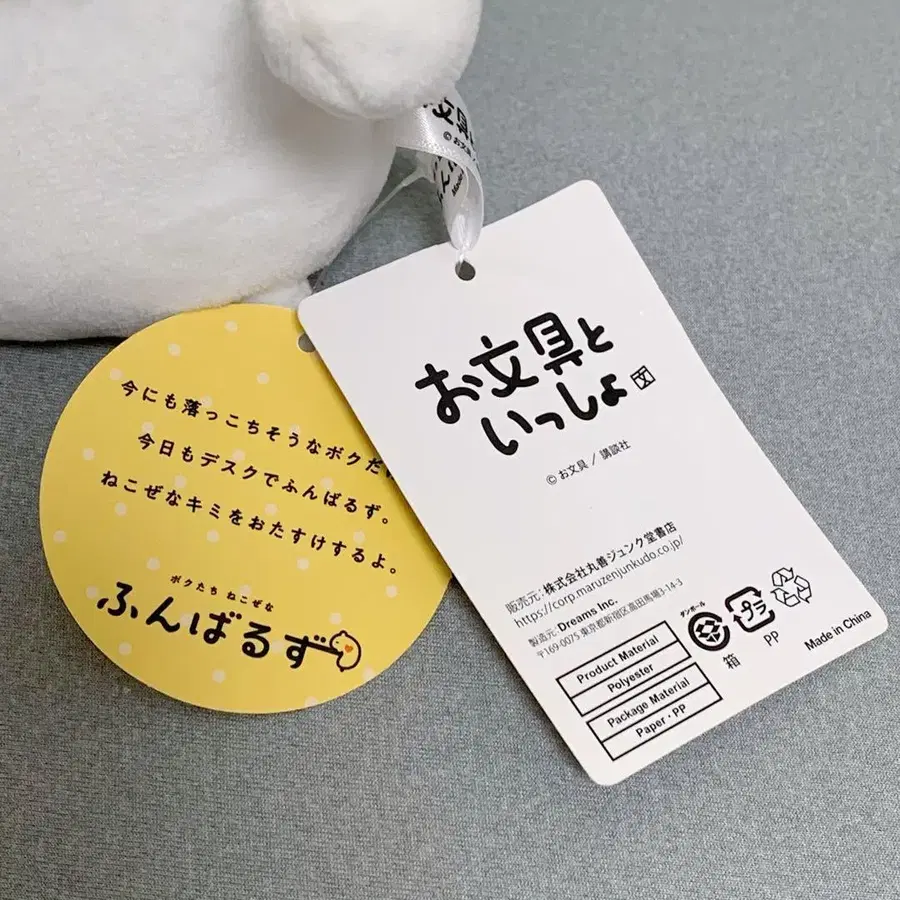 今にも落っこちそうなボクだ
今日もデスクでふんばるず。
ねこぜなキミをおたすけするよ。
ボクたち ねこぜな
ふんばるず
お文具と
いっしょ
文
© お文具 / 講談社
販売元：株式会社丸善ジュンク堂書店
https://corp.maruzenjunkudo.co.jp/
製造元：Dreams Inc.
〒169-0075 東京都新宿区高田馬場3-14-3
Product Material
Polyester
Package Material
Paper・PP
ダンボール
箱
プラ
PP
Made in China
© お文具